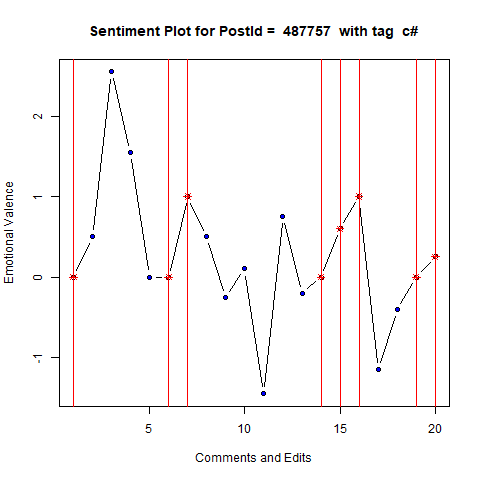 Sentiment Plot for PostId =  487757  with tag  c#
Emotional Valence
2
1
0
-1
5
10
15
20
Comments and Edits